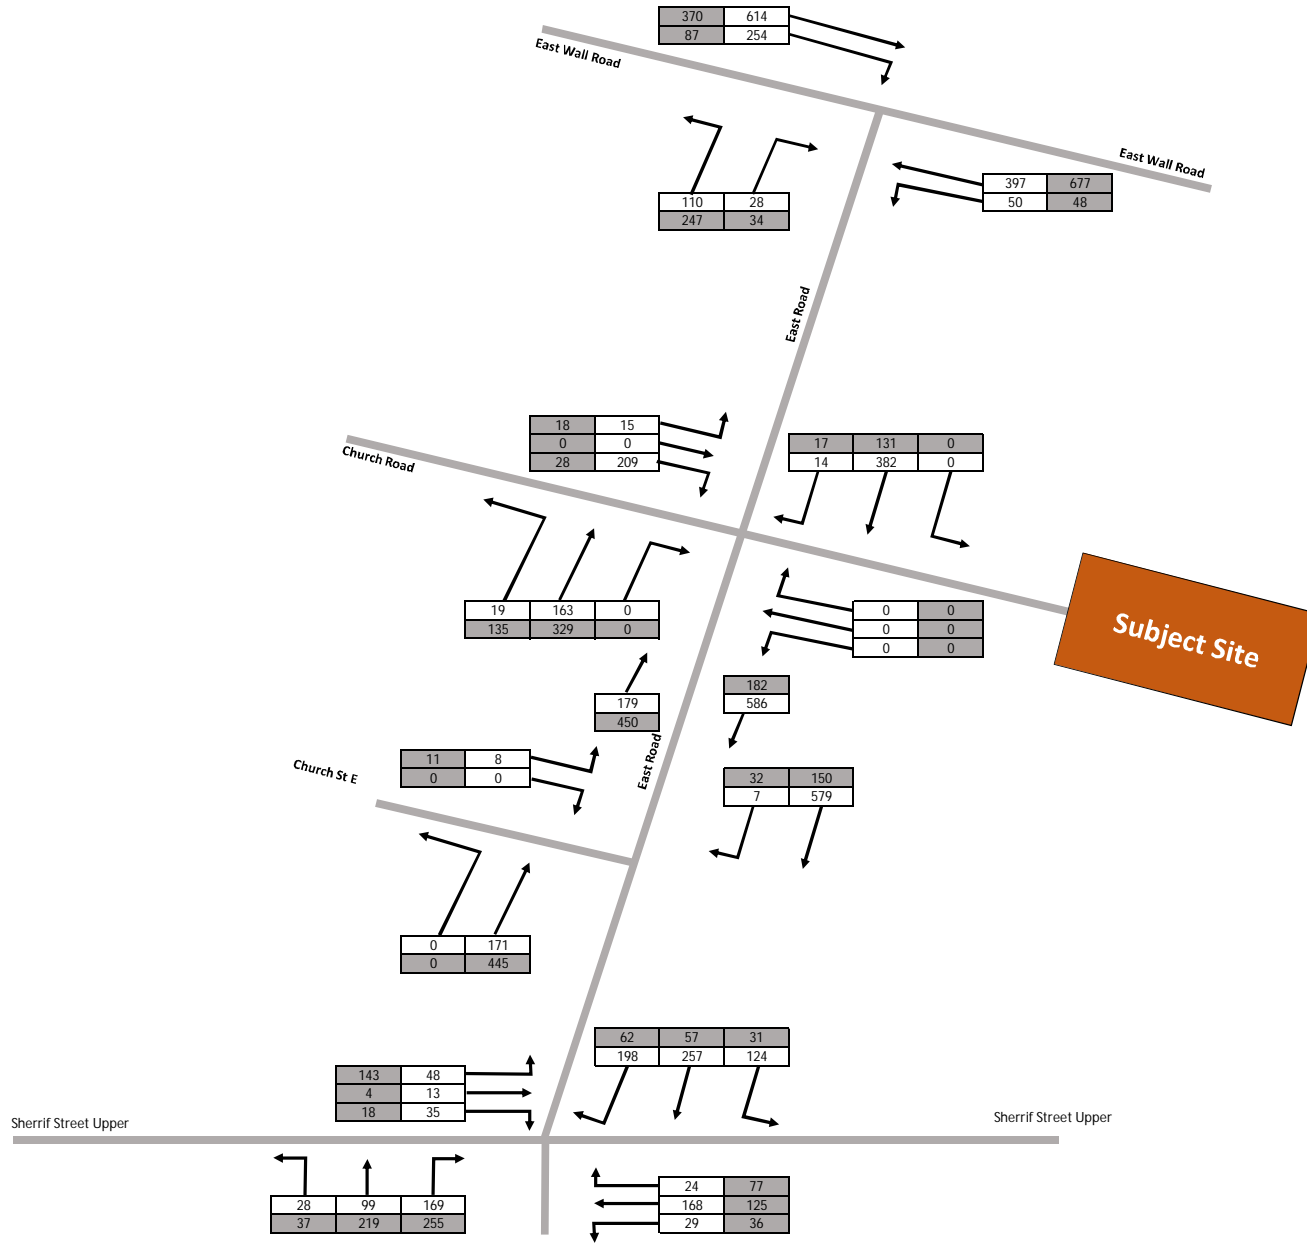 370 614
87 254
East Wall Road
East Wall Road
397 677
50 48
110 28
247 34
East Road
18 15
0 0
28 209
17 131 0
14 382 0
Church Road
19 163 0
135 329 0
0 0
0 0
0 0
Subject Site
182
586
179
450
East Road
11 8
0 0
Church St E
32 150
7 579
0 171
0 445
62 57 31
198 257 124
143 48
4 13
18 35
Sherrif Street Upper
Sherrif Street Upper
24 77
168 125
29 36
28 99 169
37 219 255